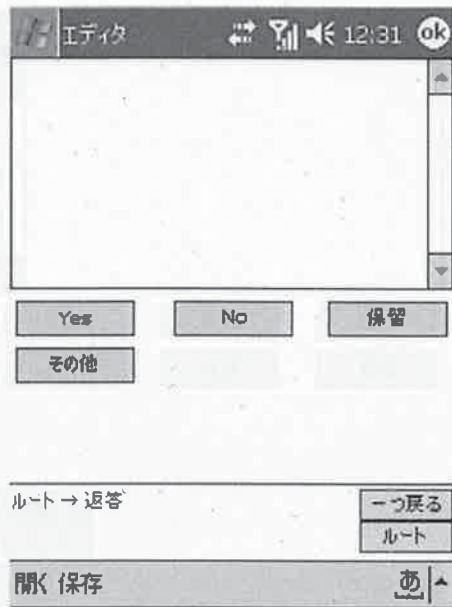 エディタ 12:31 ok
Yes No 保留
その他
ルート → 返答 一つ戻る
ルート
開く 保存 あ